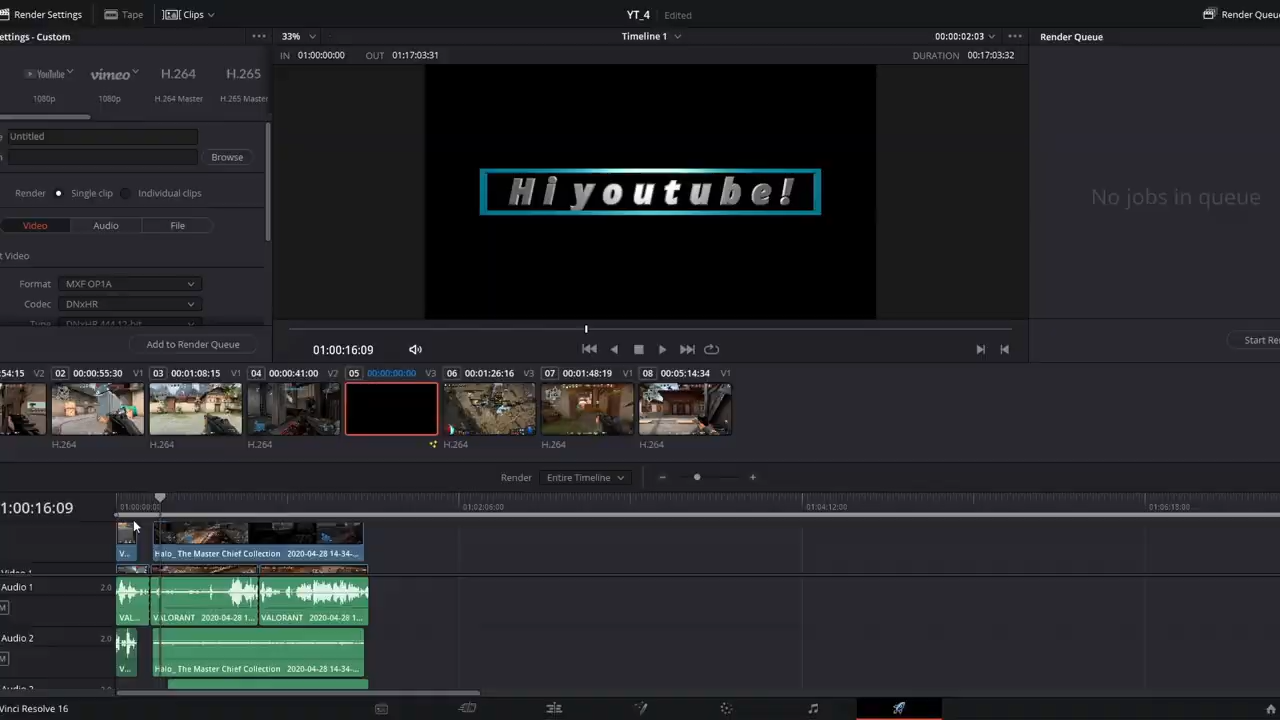 Render Settings Tape Clips YT_4 Edited Render Queue
ettings - Custom 33% Timeline 1 00:00:02:03 Render Queue
IN 01:00:00:00 OUT 01:17:03:31 DURATION 00:17:03:32
YouTube vimeo H.264 H.265
1080p 1080p H.264 Master H.265 Master
Untitled
Browse
Render Single clip Individual clips
Video Audio File
t Video
Format MXF OP1A
Codec DNxHR
Type DNxHR 444 12-bit
Add to Render Queue
Hi youtube!
No jobs in queue
01:00:16:09
Start Re
54:15 V2 02 00:00:55:30 V1 03 00:01:08:15 V1 04 00:00:41:00 V2 05 00:00:00:00 V3 06 00:01:26:16 V3 07 00:01:48:19 V1 08 00:05:14:34 V1
H.264 H.264 H.264 H.264 H.264 H.264
Render Entire Timeline
1:00:16:09
01:00:00:00 01:02:06:00 01:04:12:00 01:06:18:00
V... Halo_ The Master Chief Collection 2020-04-28 14-34-...
Video 1
Audio 1 2.0
M
VAL... VALORANT 2020-04-28 1... VALORANT 2020-04-28 1...
Audio 2 2.0
M
V... Halo_ The Master Chief Collection 2020-04-28 14-34-...
Vinci Resolve 16